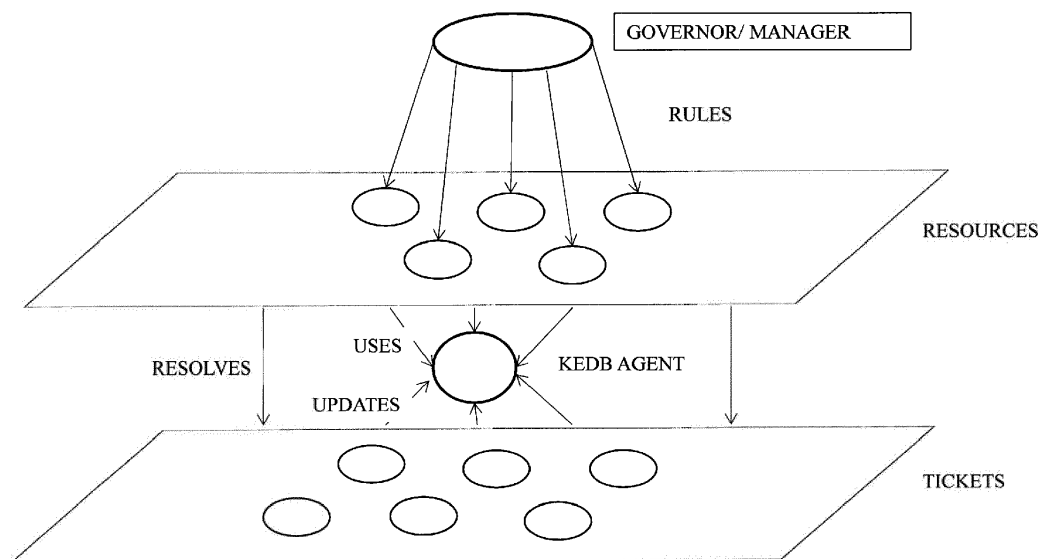 GOVERNOR/ MANAGER
RULES
RESOURCES
USES
RESOLVES
KEDB AGENT
UPDATES
TICKETS